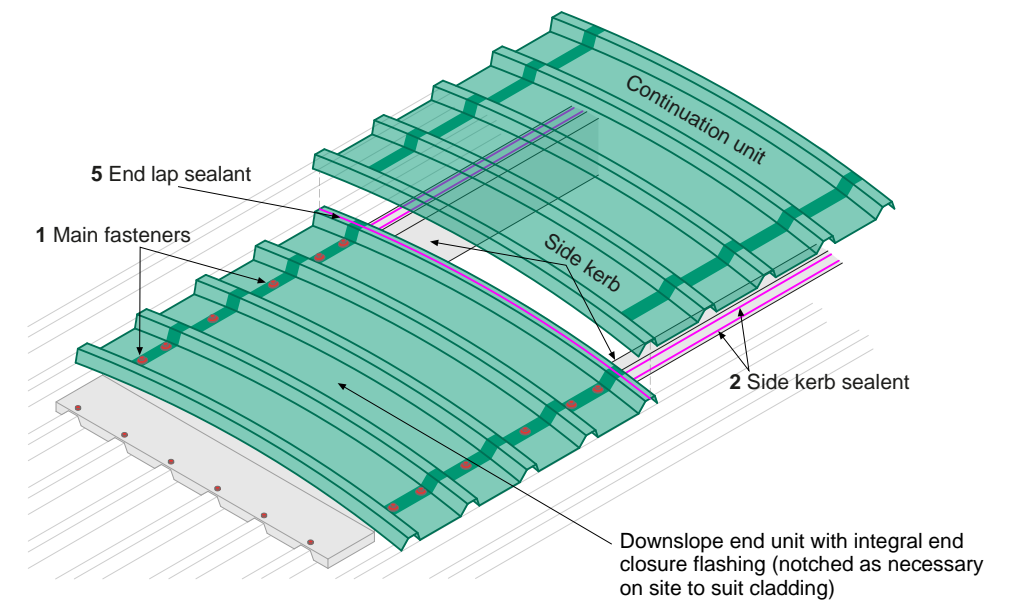 Continuation unit
5 End lap sealant
1 Main fasteners
Side kerb
2 Side kerb sealent
Downslope end unit with integral end
closure flashing (notched as necessary
on site to suit cladding)